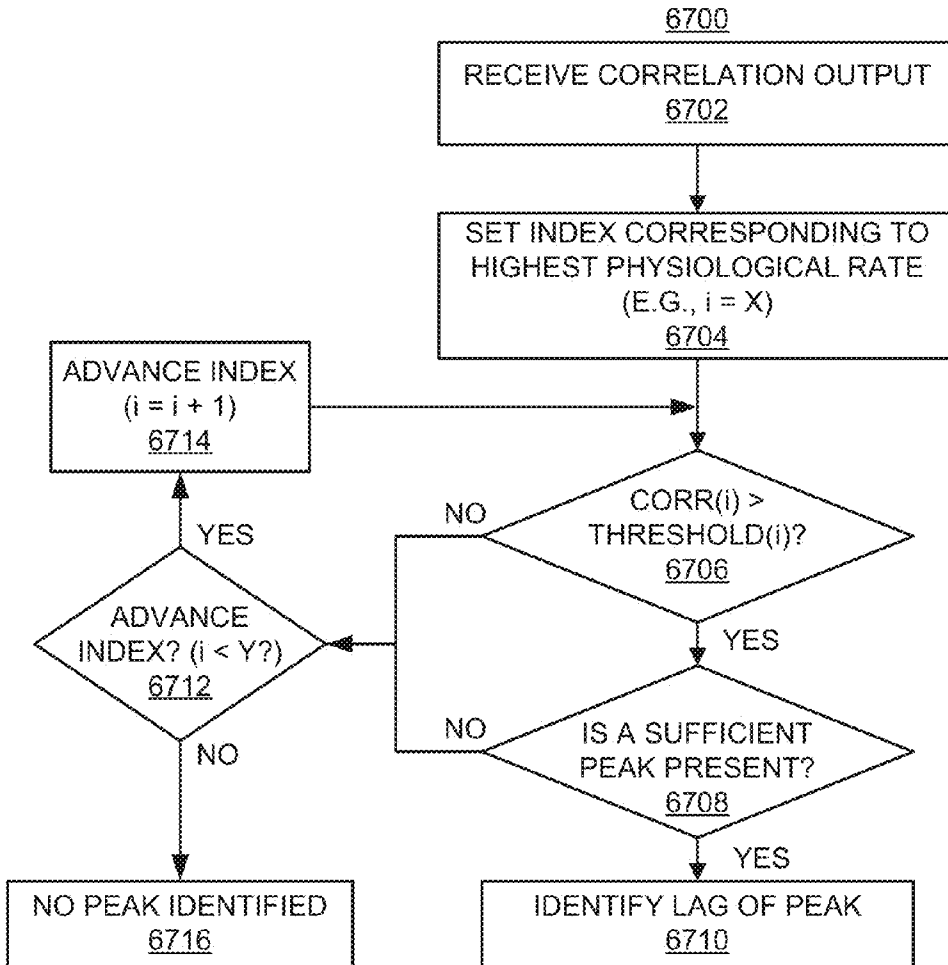 6700
RECEIVE CORRELATION OUTPUT
6702
SET INDEX CORRESPONDING TO
HIGHEST PHYSIOLOGICAL RATE
(E.G., i = X)
6704
ADVANCE INDEX
(i = i + 1)
6714
CORR(i) >
THRESHOLD(i)?
6706
NO
YES
YES
ADVANCE
INDEX? (i < Y?)
6712
NO
IS A SUFFICIENT
PEAK PRESENT?
6708
NO
YES
NO PEAK IDENTIFIED
6716
IDENTIFY LAG OF PEAK
6710